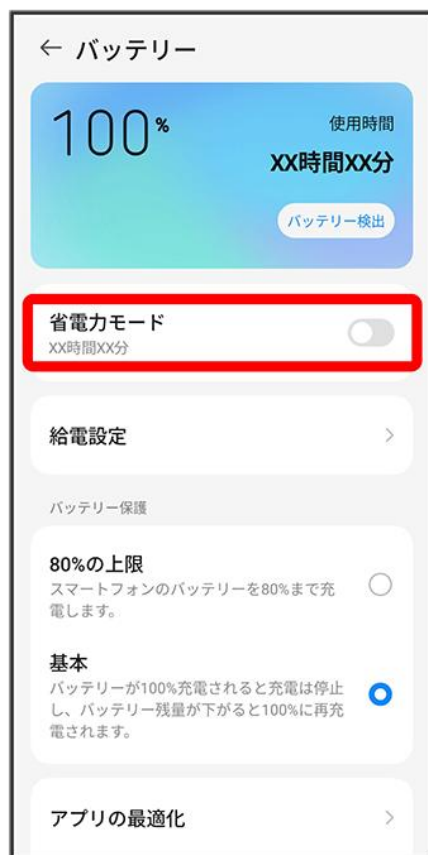 ← バッテリー
100%
使用時間
XX時間XX分
バッテリー検出
省電力モード
XX時間XX分
給電設定
バッテリー保護
80%の上限
スマートフォンのバッテリーを80%まで充
電します。
基本
バッテリーが100%充電されると充電は停止
し、バッテリー残量が下がると100%に再充
電されます。
アプリの最適化